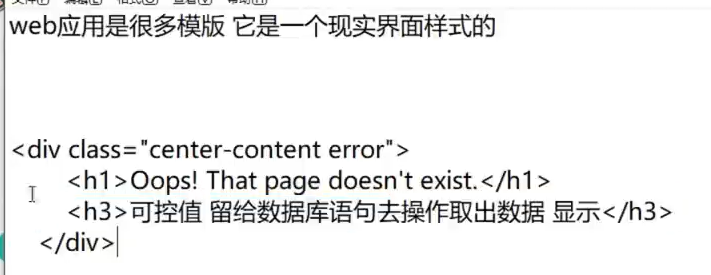 web应用是很多模版 它是一个现实界面样式的
<div class="center-content error">
<h1>Oops! That page doesn't exist.</h1>
<h3>可控值 留给数据库语句去操作取出数据 显示</h3>
</div>